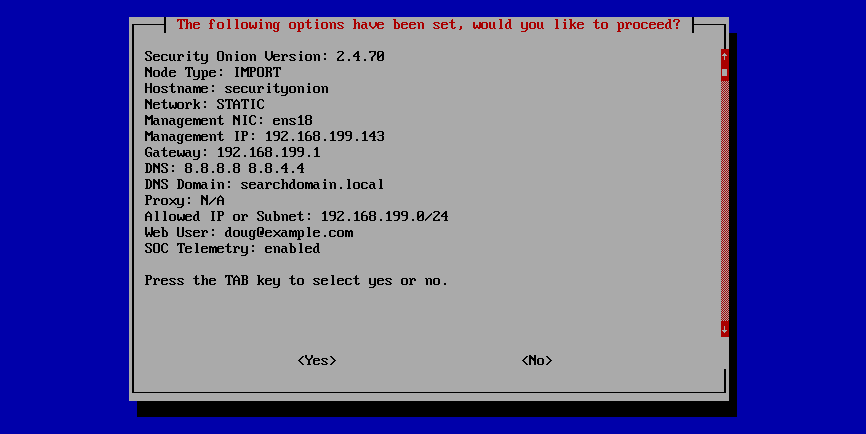 The following options have been set, would you like to proceed?
Security Onion Version: 2.4.70
Node Type: IMPORT
Hostname: securityonion
Network: STATIC
Management NIC: ens18
Management IP: 192.168.199.143
Gateway: 192.168.199.1
DNS: 8.8.8.8 8.8.4.4
DNS Domain: searchdomain.local
Proxy: N/A
Allowed IP or Subnet: 192.168.199.0/24
Web User: doug@example.com
SOC Telemetry: enabled
Press the TAB key to select yes or no.
<Yes> <No>